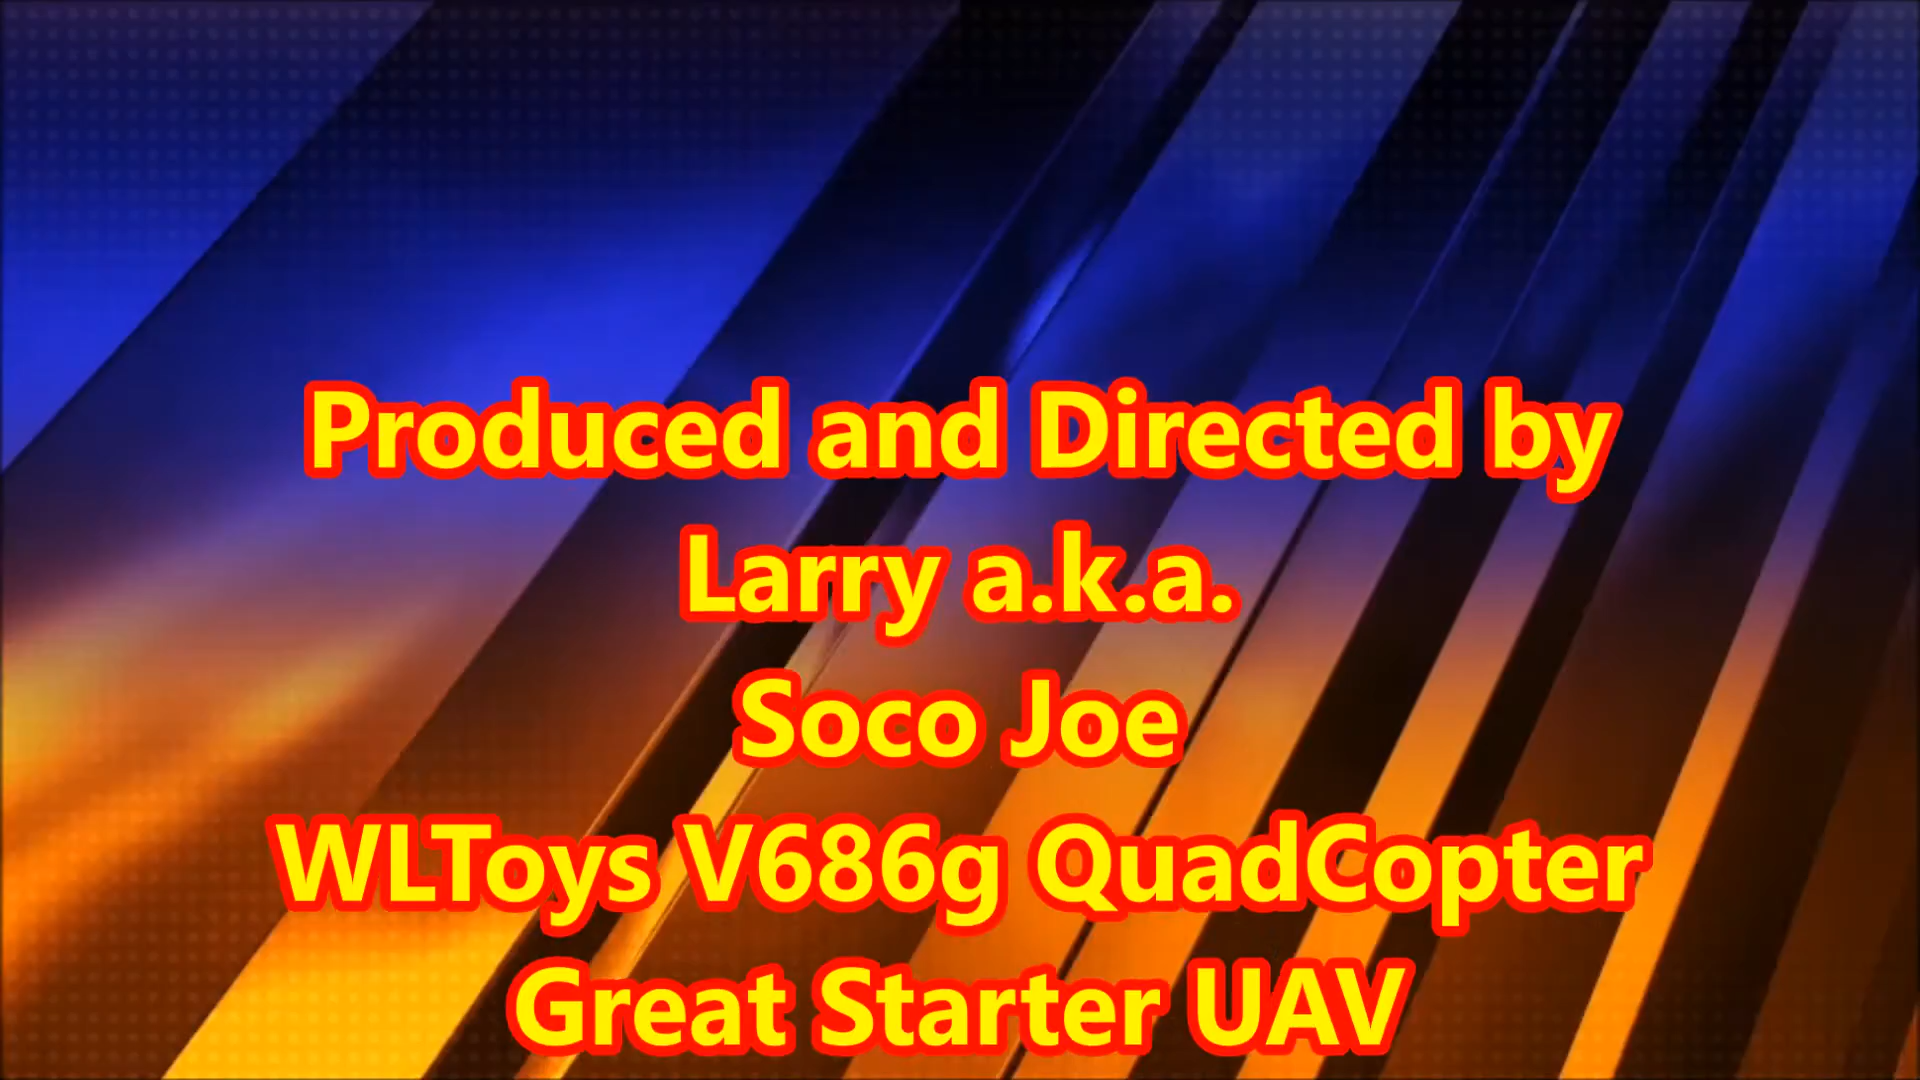 Produced and Directed by
Larry a.k.a.
Soco Joe
WLToys V686g QuadCopter
Great Starter UAV